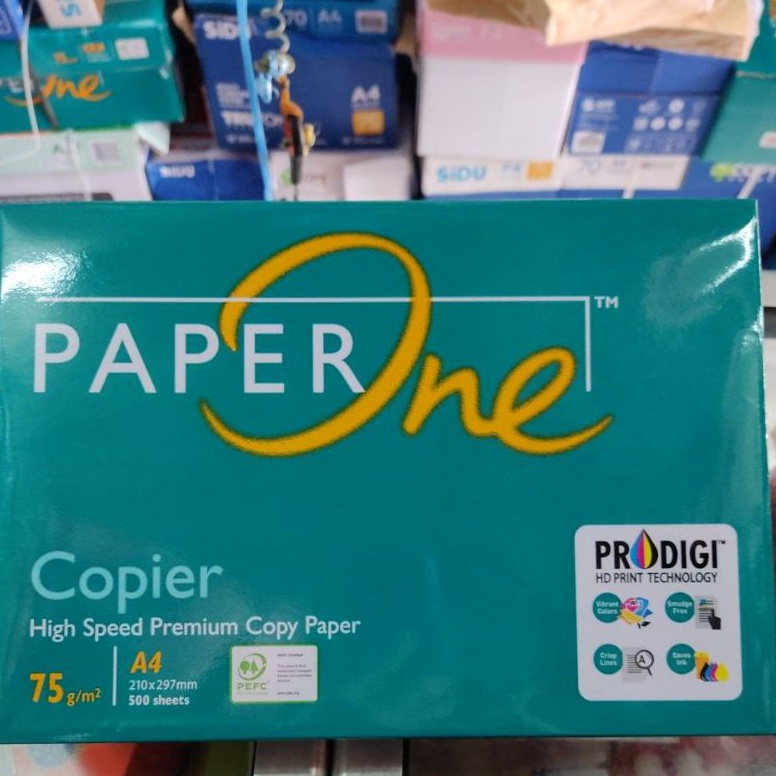 SiDU
70 A4
A4
One
SiDU
PAPER One™
Copier
High Speed Premium Copy Paper
75 g/m²
A4
210x297mm
500 sheets
PEFC
PRODIGI™
HD PRINT TECHNOLOGY
Vibrant Colors
Smudge Free
Crisp Lines
Saves Ink